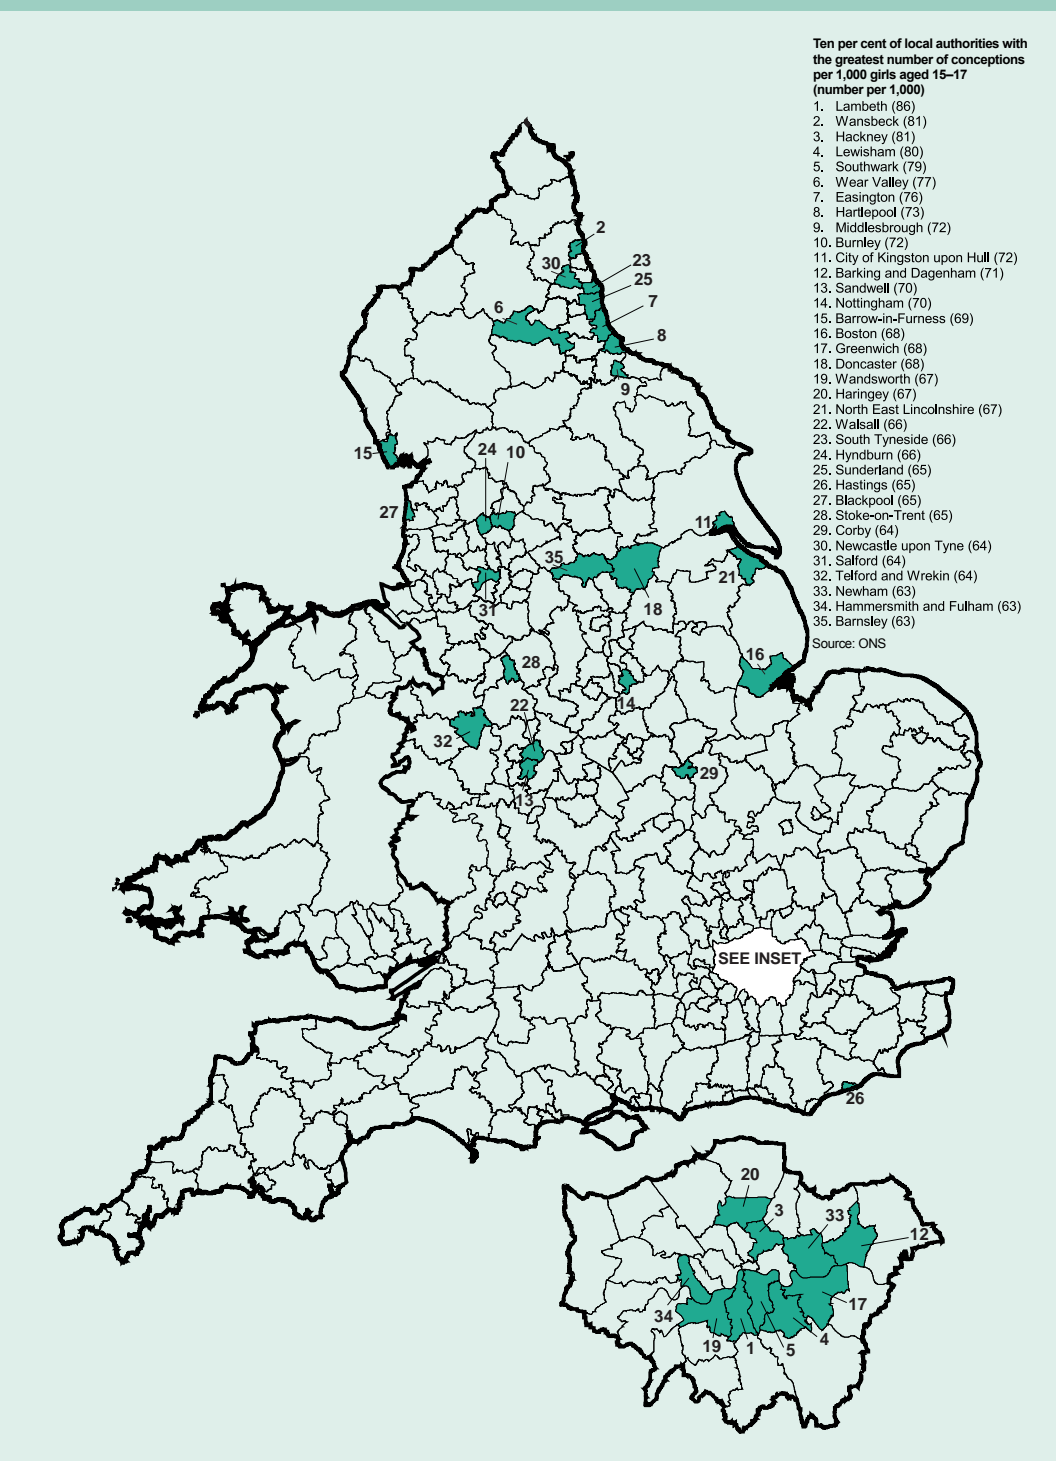 Ten per cent of local authorities with
the greatest number of conceptions
per 1,000 girls aged 15–17
(number per 1,000)
1. Lambeth (86)
2. Wansbeck (81)
3. Hackney (81)
4. Lewisham (80)
5. Southwark (79)
6. Wear Valley (77)
7. Easington (76)
8. Hartlepool (73)
9. Middlesbrough (72)
10. Burnley (72)
11. City of Kingston upon Hull (72)
12. Barking and Dagenham (71)
13. Sandwell (70)
14. Nottingham (70)
15. Barrow-in-Furness (69)
16. Boston (68)
17. Greenwich (68)
18. Doncaster (68)
19. Wandsworth (67)
20. Haringey (67)
21. North East Lincolnshire (67)
22. Walsall (66)
23. South Tyneside (66)
24. Hyndburn (66)
25. Sunderland (65)
26. Hastings (65)
27. Blackpool (65)
28. Stoke-on-Trent (65)
29. Corby (64)
30. Newcastle upon Tyne (64)
31. Salford (64)
32. Telford and Wrekin (64)
33. Newham (63)
34. Hammersmith and Fulham (63)
35. Barnsley (63)
Source: ONS
2
30
23
25
6
7
8
9
15
24
10
27
11
35
21
31
18
16
28
14
22
32
29
13
SEE INSET
26
20
3
33
12
17
34
19
1
5
4